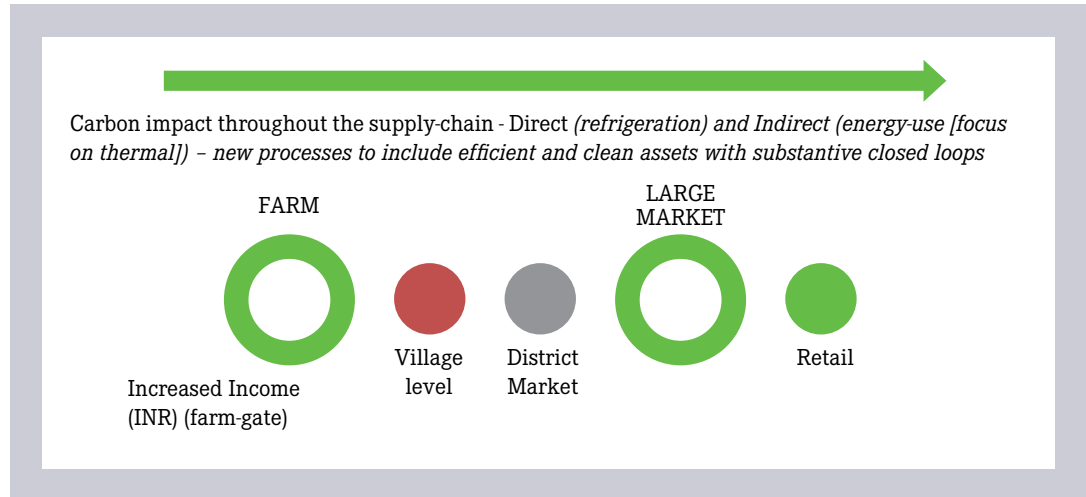 Carbon impact throughout the supply-chain - Direct (refrigeration) and Indirect (energy-use [focus
on thermal]) – new processes to include efficient and clean assets with substantive closed loops
FARM
LARGE
MARKET
Village
level
District
Market
Retail
Increased Income
(INR) (farm-gate)